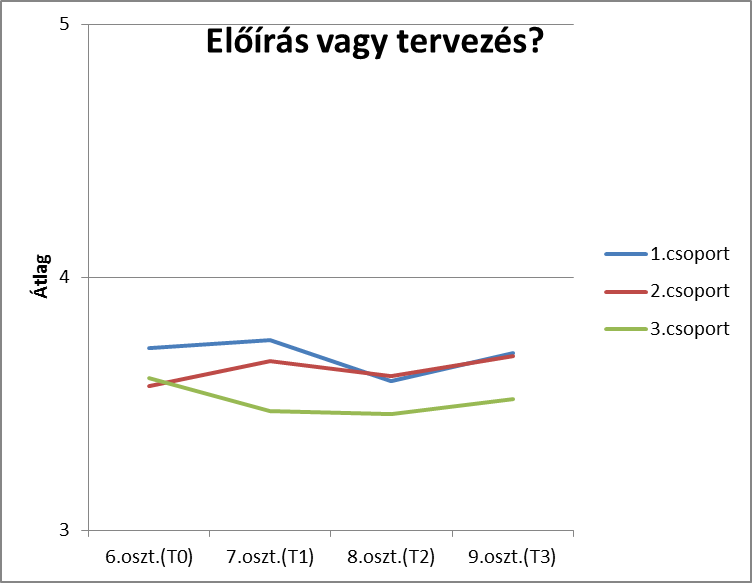 Előírás vagy tervezés?
5
4
3
Átlag
6.oszt.(T0)
7.oszt.(T1)
8.oszt.(T2)
9.oszt.(T3)
1.csoport
2.csoport
3.csoport